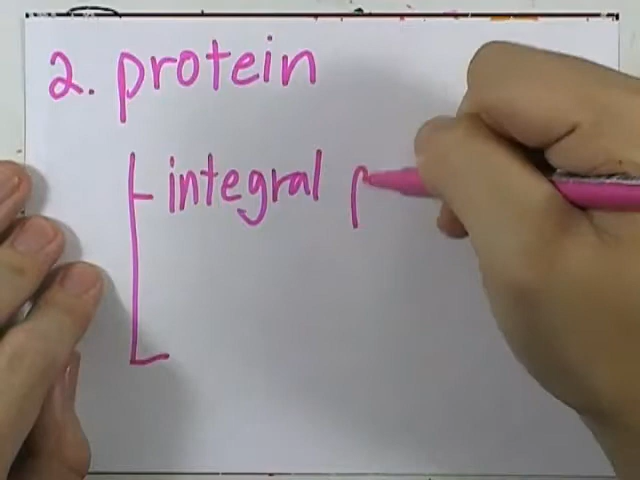 2. protein
integral p